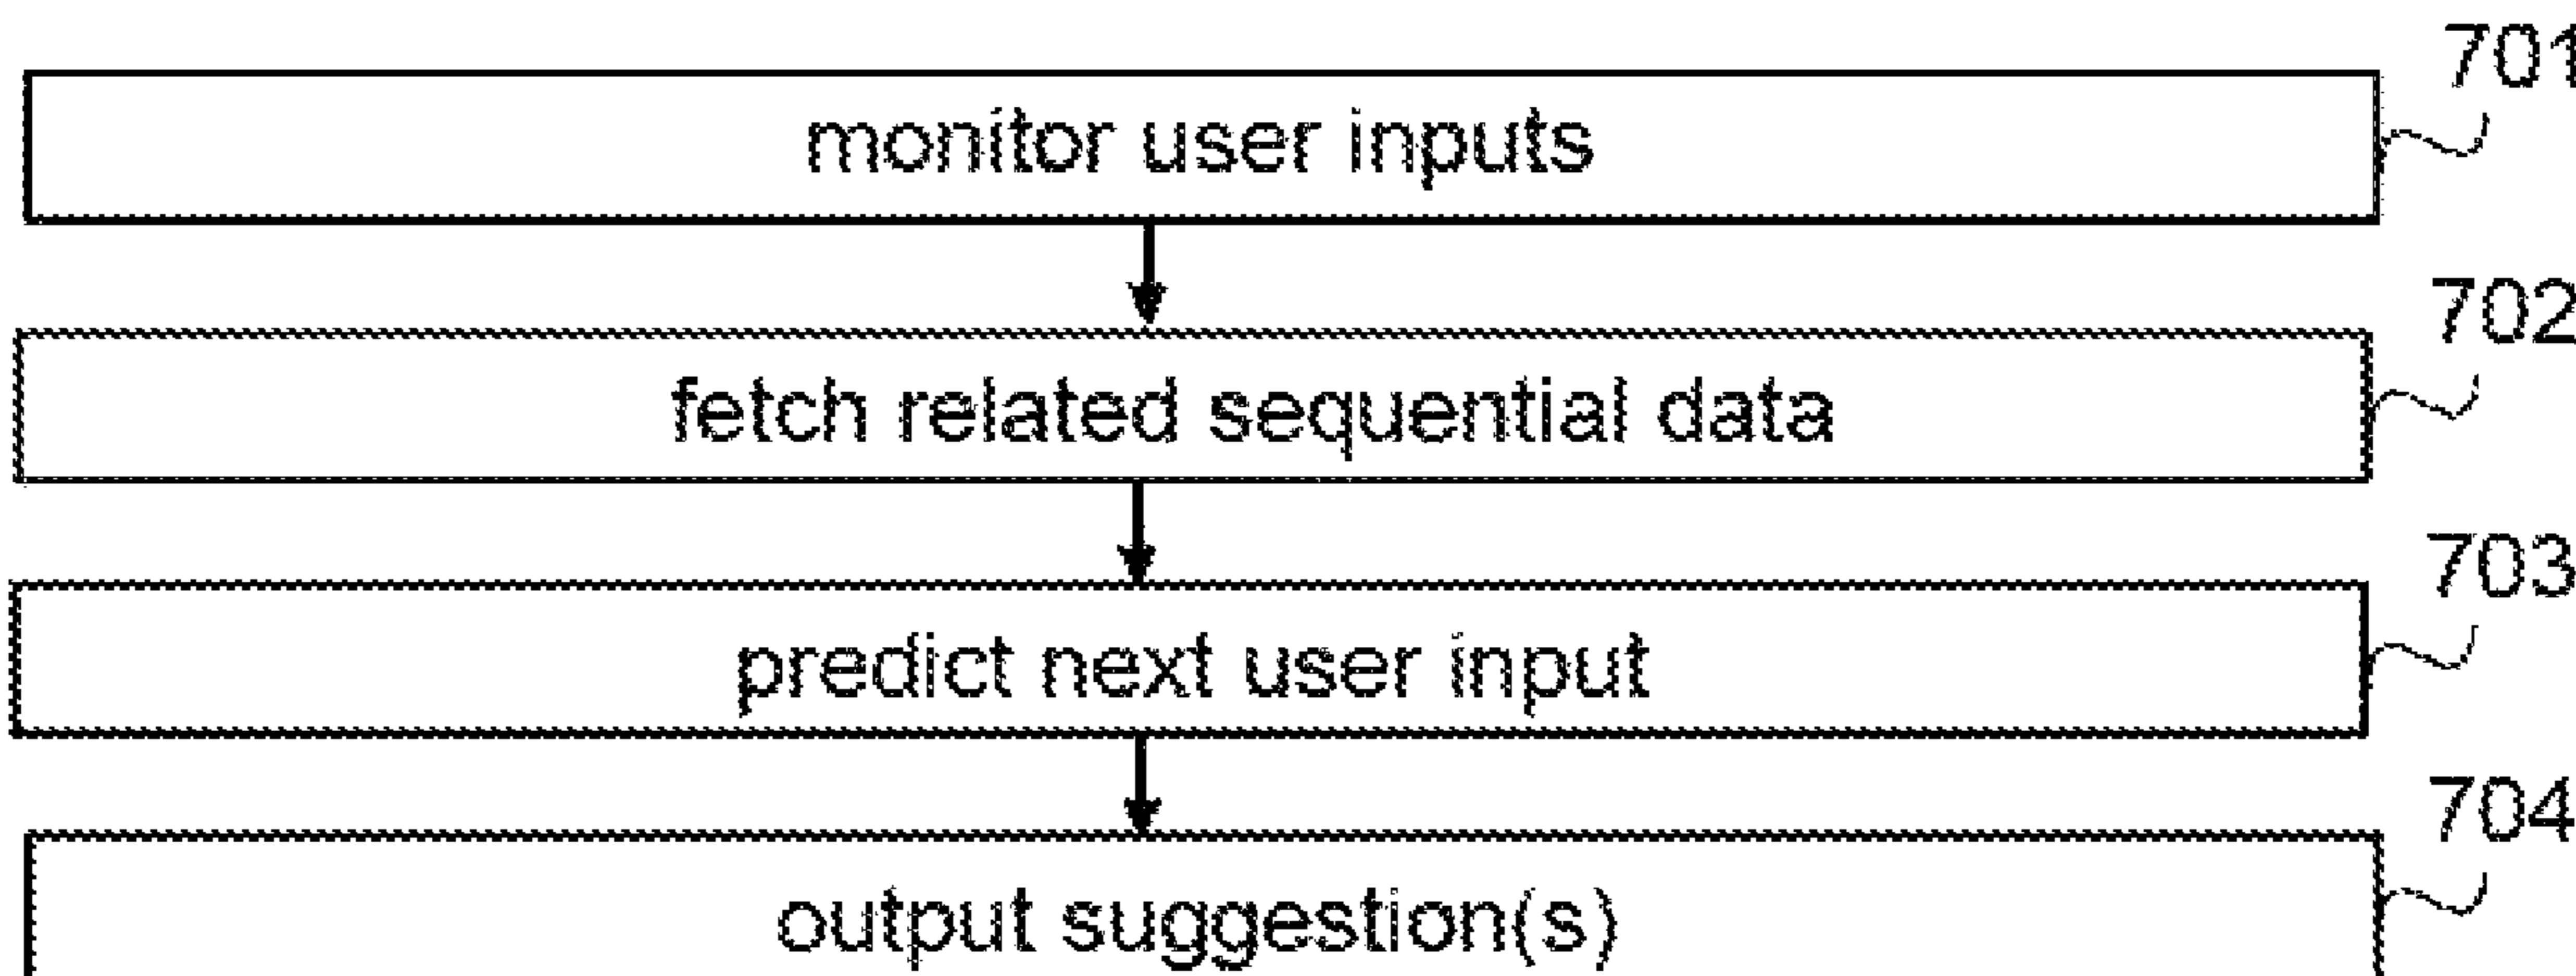 701
monitor user inputs
702
fetch related sequential data
703
predict next user input
704
output suggestion(s)